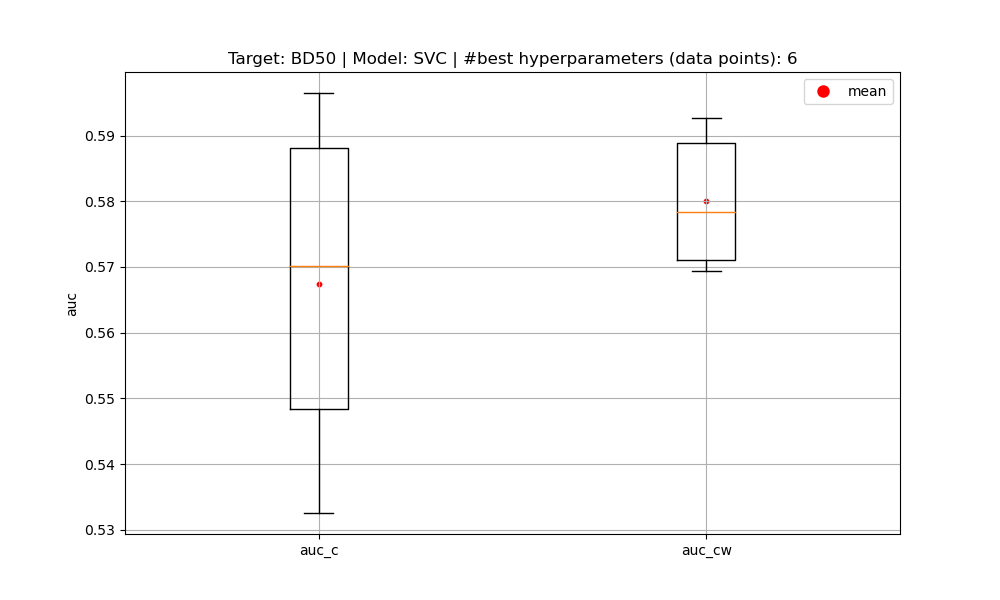 Target: BD50 | Model: SVC | #best hyperparameters (data points): 6
mean
0.59
0.58
0.57
0.56
0.55
0.54
0.53
auc
auc_c
auc_cw